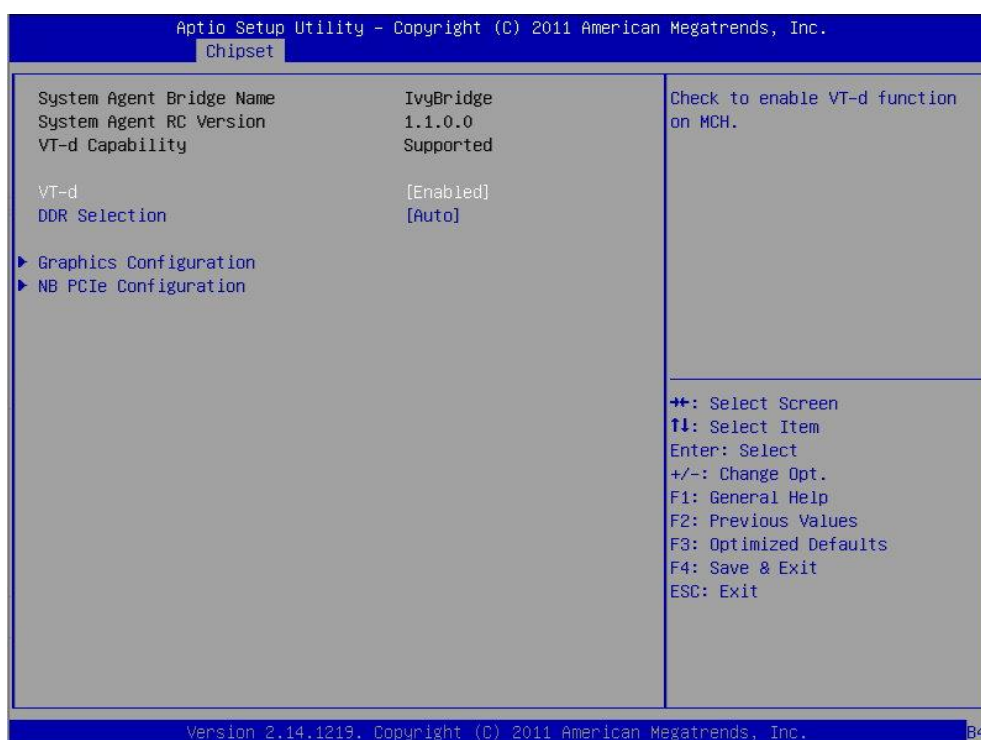 Aptio Setup Utility – Copyright (C) 2011 American Megatrends, Inc.
Chipset
System Agent Bridge Name IvyBridge
System Agent RC Version 1.1.0.0
VT-d Capability Supported
VT-d [Enabled]
DDR Selection [Auto]
▶ Graphics Configuration
▶ NB PCIe Configuration
Check to enable VT-d function
on MCH.
→←: Select Screen
↑↓: Select Item
Enter: Select
+/-: Change Opt.
F1: General Help
F2: Previous Values
F3: Optimized Defaults
F4: Save & Exit
ESC: Exit
Version 2.14.1219. Copyright (C) 2011 American Megatrends, Inc.